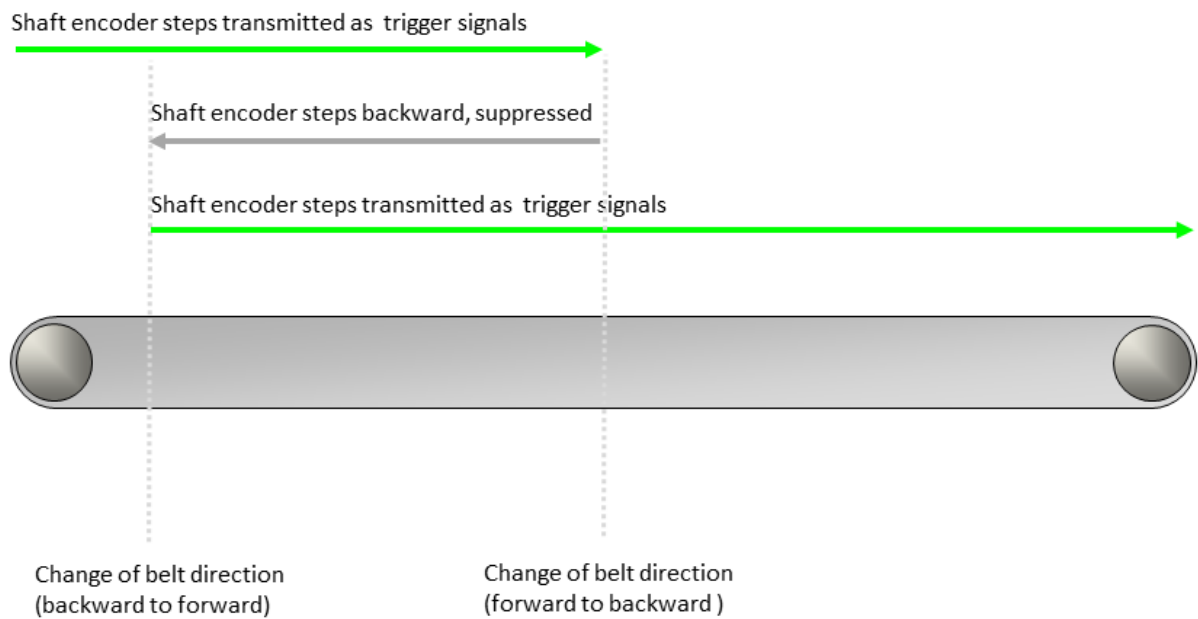 Shaft encoder steps transmitted as  trigger signals
Shaft encoder steps backward, suppressed
Shaft encoder steps transmitted as  trigger signals
Change of belt direction
(backward to forward)
Change of belt direction
(forward to backward )